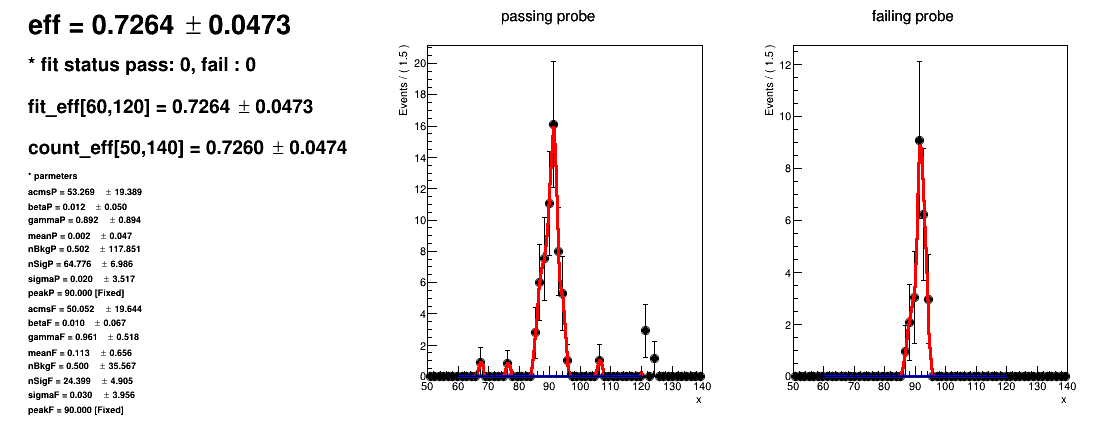 eff = 0.7264 ± 0.0473
* fit status pass: 0, fail : 0
fit_eff[60,120] = 0.7264 ± 0.0473
count_eff[50,140] = 0.7260 ± 0.0474
* parmeters
acmsP = 53.269 ± 19.389
betaP = 0.012 ± 0.050
gammaP = 0.892 ± 0.894
meanP = 0.002 ± 0.047
nBkgP = 0.502 ± 117.851
nSigP = 64.776 ± 6.986
sigmaP = 0.020 ± 3.517
peakP = 90.000 [Fixed]
acmsF = 50.052 ± 19.644
betaF = 0.010 ± 0.067
gammaF = 0.961 ± 0.518
meanF = 0.113 ± 0.656
nBkgF = 0.500 ± 35.567
nSigF = 24.399 ± 4.905
sigmaF = 0.030 ± 3.956
peakF = 90.000 [Fixed]
passing probe
Events / ( 1.5 )
20
18
16
14
12
10
8
6
4
2
0
50 60 70 80 90 100 110 120 130 140
x
failing probe
Events / ( 1.5 )
12
10
8
6
4
2
0
50 60 70 80 90 100 110 120 130 140
x